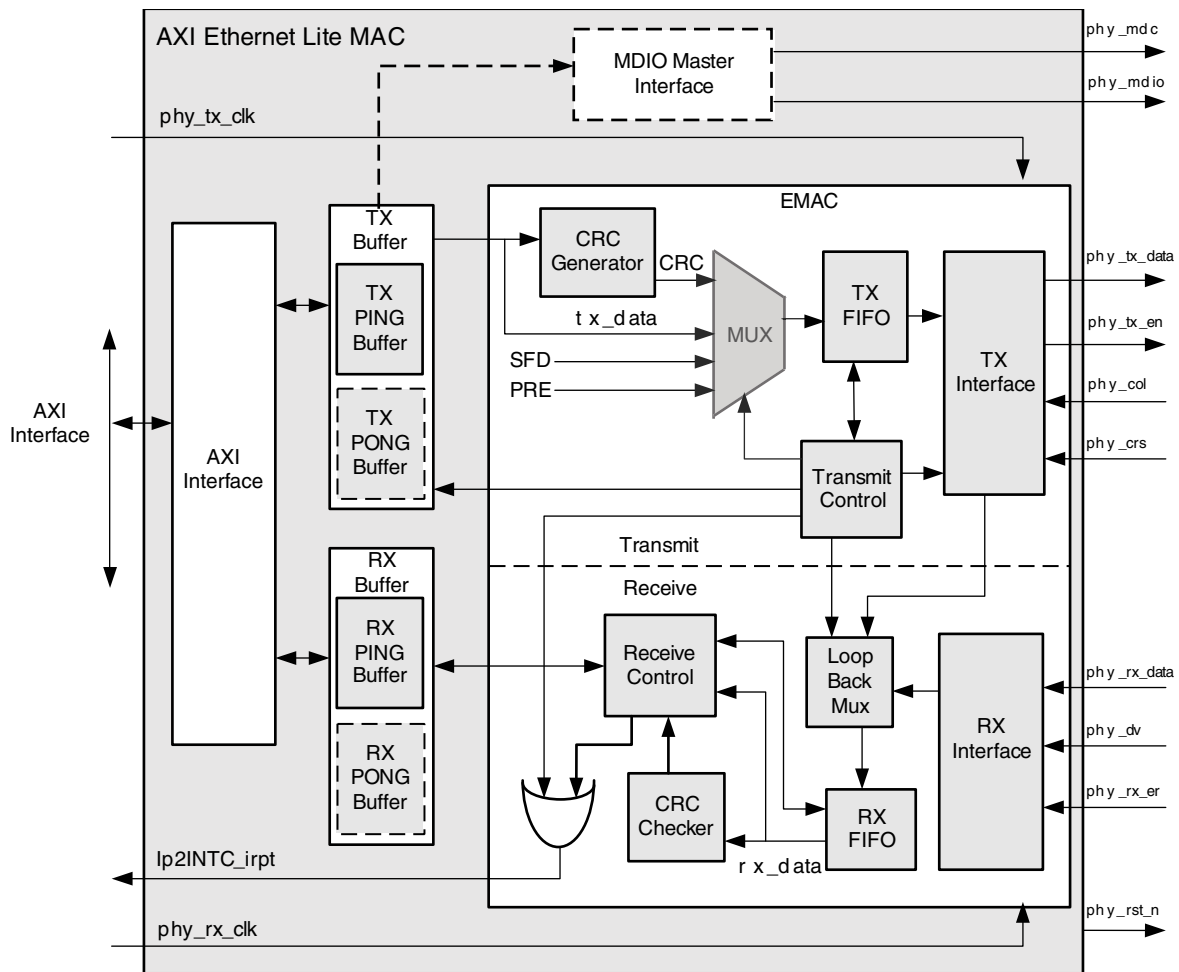 AXI Ethernet Lite MAC
MDIO Master
Interface
phy_mdc
phy_mdio
phy_tx_clk
EMAC
TX
Buffer
TX
PING
Buffer
TX
PONG
Buffer
CRC
Generator
CRC
tx_data
SFD
PRE
MUX
TX
FIFO
TX
Interface
phy_tx_data
phy_tx_en
phy_col
phy_crs
AXI
Interface
AXI
Interface
Transmit
Control
Transmit
Receive
RX
Buffer
RX
PING
Buffer
RX
PONG
Buffer
Receive
Control
Loop
Back
Mux
RX
Interface
phy_rx_data
phy_dv
phy_rx_er
CRC
Checker
RX
FIFO
rx_data
Ip2INTC_irpt
phy_rx_clk
phy_rst_n